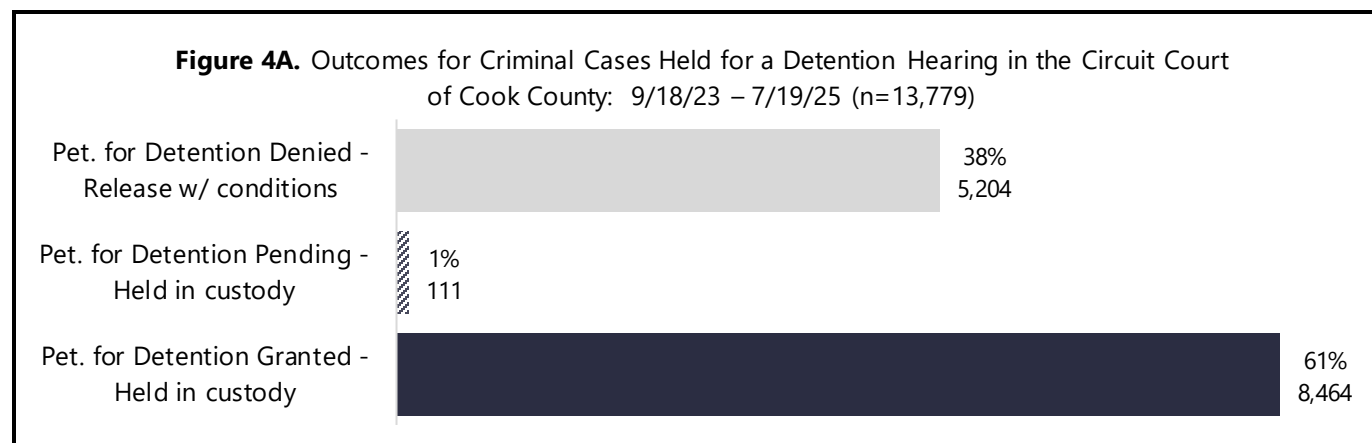 Figure 4A. Outcomes for Criminal Cases Held for a Detention Hearing in the Circuit Court
of Cook County: 9/18/23 – 7/19/25 (n=13,779)
Pet. for Detention Denied -
Release w/ conditions
38%
5,204
Pet. for Detention Pending -
Held in custody
1%
111
Pet. for Detention Granted -
Held in custody
61%
8,464